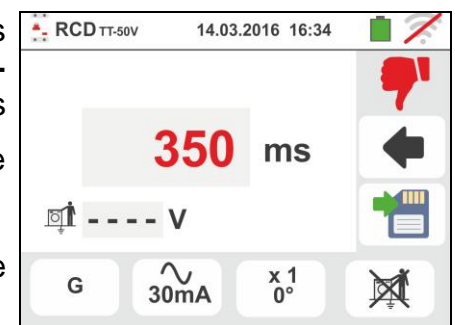 s
RCD TT-50V 14.03.2016 16:34
-
s
e
350 ms
- - - - V
e
G
30mA
x 1
0°